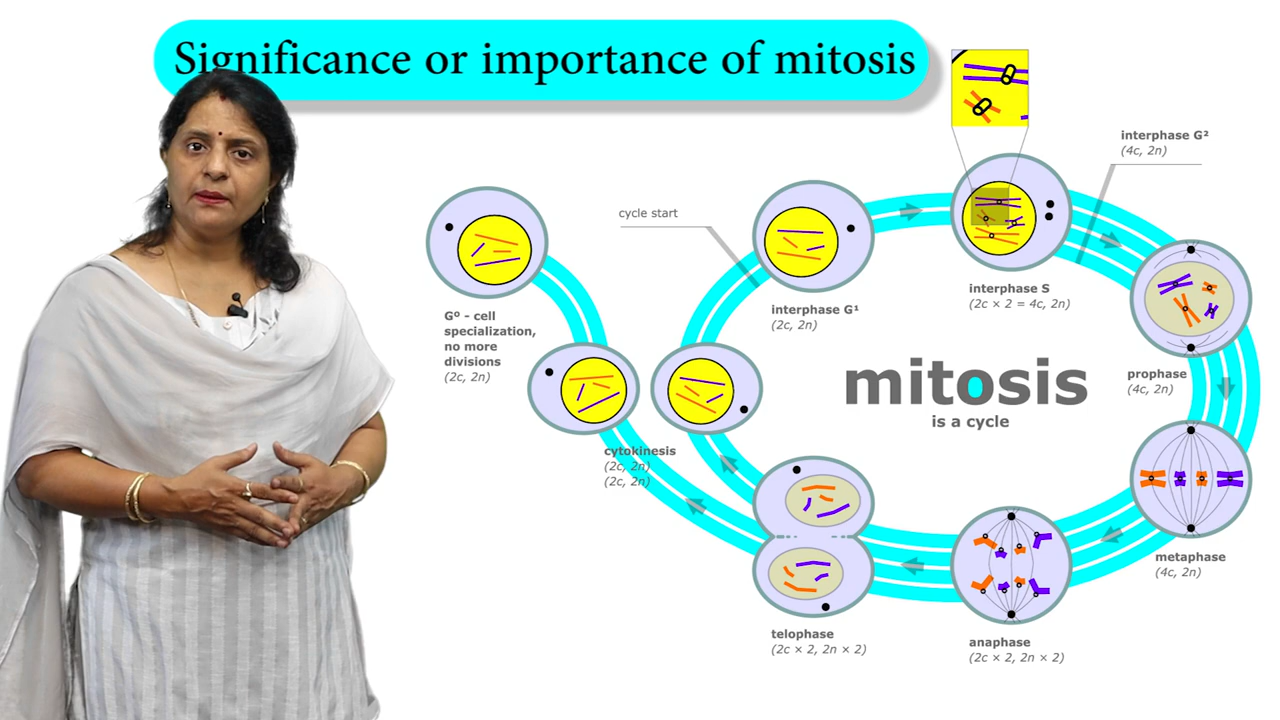 Significance or importance of mitosis
interphase G²
(4c, 2n)
cycle start
interphase S
(2c × 2 = 4c, 2n)
interphase G¹
(2c, 2n)
G⁰ - cell
specialization,
no more
divisions
(2c, 2n)
prophase
(4c, 2n)
mitosis
is a cycle
cytokinesis
(2c, 2n)
(2c, 2n)
metaphase
(4c, 2n)
telophase
(2c × 2, 2n × 2)
anaphase
(2c × 2, 2n × 2)